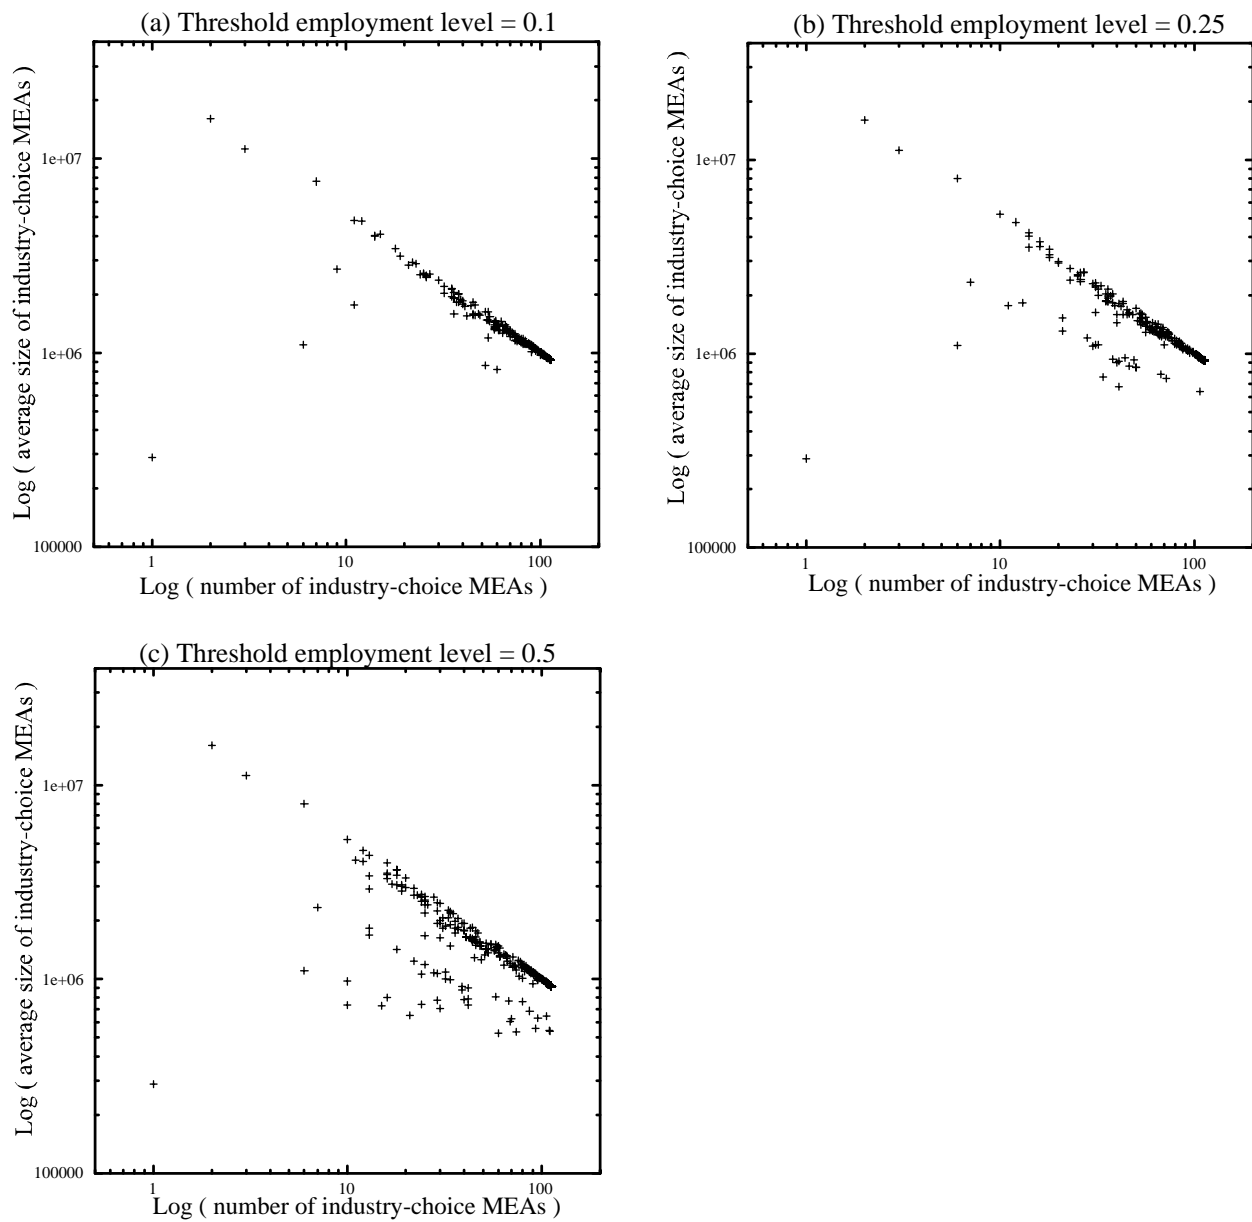 (a) Threshold employment level = 0.1
Log ( average size of industry-choice MEAs )
1e+07
1e+06
100000
1
10
100
Log ( number of industry-choice MEAs )
(b) Threshold employment level = 0.25
Log ( average size of industry-choice MEAs )
1e+07
1e+06
100000
1
10
100
Log ( number of industry-choice MEAs )
(c) Threshold employment level = 0.5
Log ( average size of industry-choice MEAs )
1e+07
1e+06
100000
1
10
100
Log ( number of industry-choice MEAs )